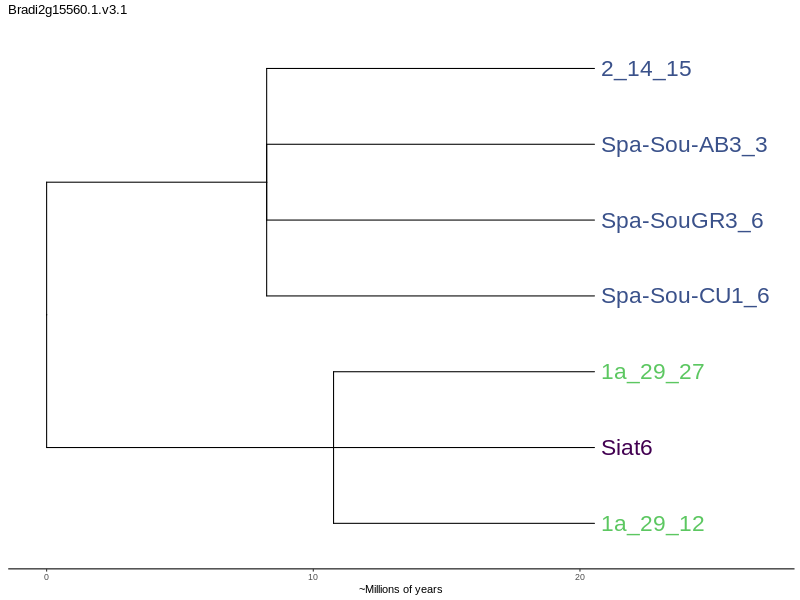 Bradi2g15560.1.v3.1
2_14_15
Spa-Sou-AB3_3
Spa-SouGR3_6
Spa-Sou-CU1_6
1a_29_27
Siat6
1a_29_12
0 10 20
~Millions of years